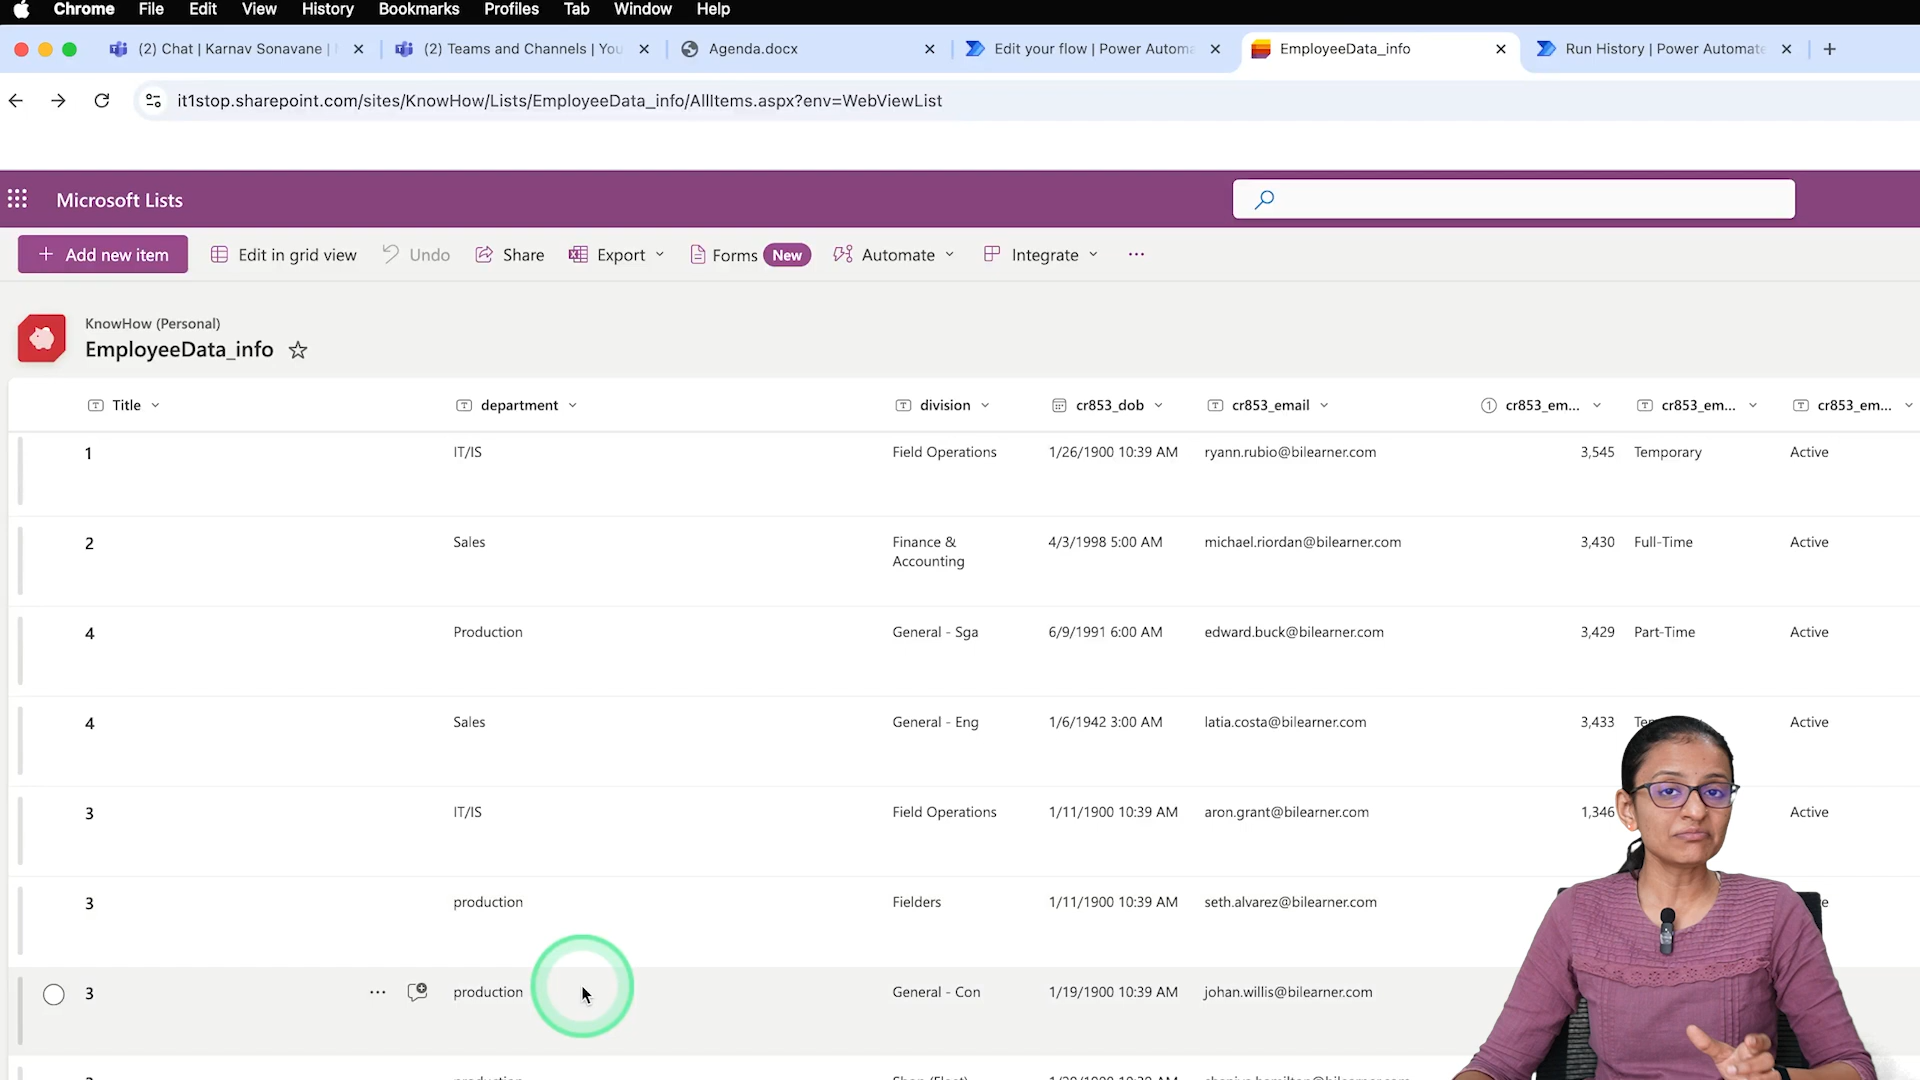 Chrome File Edit View History Bookmarks Profiles Tab Window Help
(2) Chat | Karnav Sonavane | (2) Teams and Channels | You Agenda.docx Edit your flow | Power Automa EmployeeData_info Run History | Power Automate
it1stop.sharepoint.com/sites/KnowHow/Lists/EmployeeData_info/AllItems.aspx?env=WebViewList
Microsoft Lists
+ Add new item Edit in grid view Undo Share Export Forms New Automate Integrate ...
KnowHow (Personal)
EmployeeData_info
Title department division cr853_dob cr853_email cr853_em... cr853_em... cr853_em...
1 IT/IS Field Operations 1/26/1900 10:39 AM ryann.rubio@bilearner.com 3,545 Temporary Active
2 Sales Finance & 4/3/1998 5:00 AM michael.riordan@bilearner.com 3,430 Full-Time Active
Accounting
4 Production General - Sga 6/9/1991 6:00 AM edward.buck@bilearner.com 3,429 Part-Time Active
4 Sales General - Eng 1/6/1942 3:00 AM latia.costa@bilearner.com 3,433 Active
3 IT/IS Field Operations 1/11/1900 10:39 AM aron.grant@bilearner.com 1,346 Active
3 production Fielders 1/11/1900 10:39 AM seth.alvarez@bilearner.com
3 ... production General - Con 1/19/1900 10:39 AM johan.willis@bilearner.com